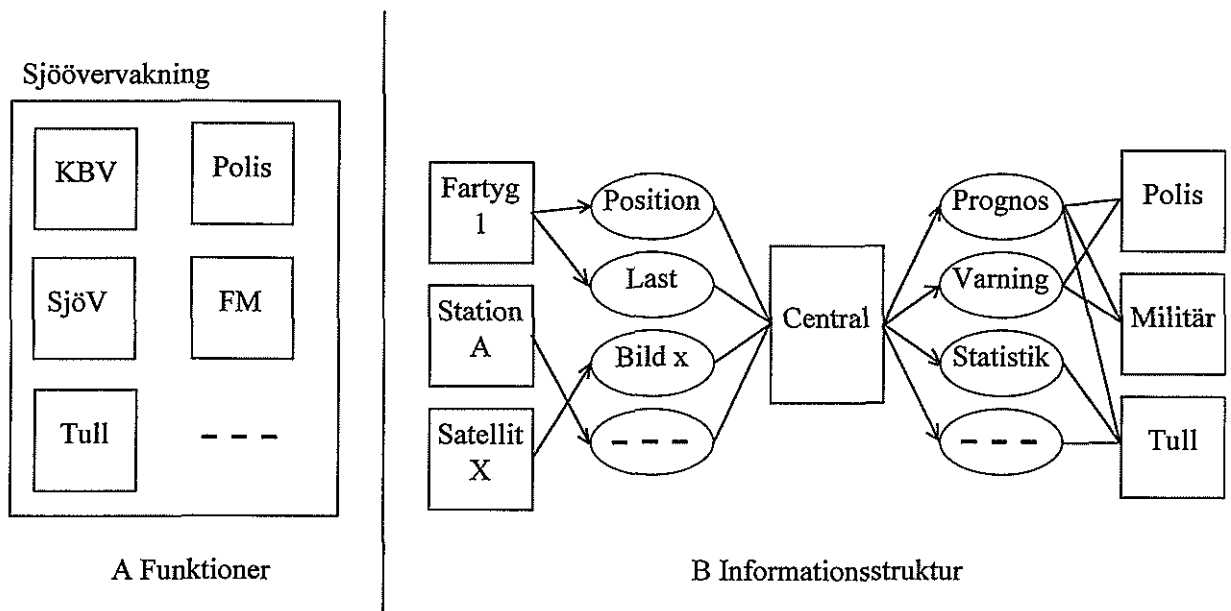 Sjöövervakning
KBV
Polis
SjöV
FM
Tull
A Funktioner
Fartyg
1
Station
A
Satellit
X
Position
Last
Bild x
Central
Prognos
Varning
Statistik
Polis
Militär
Tull
B Informationsstruktur